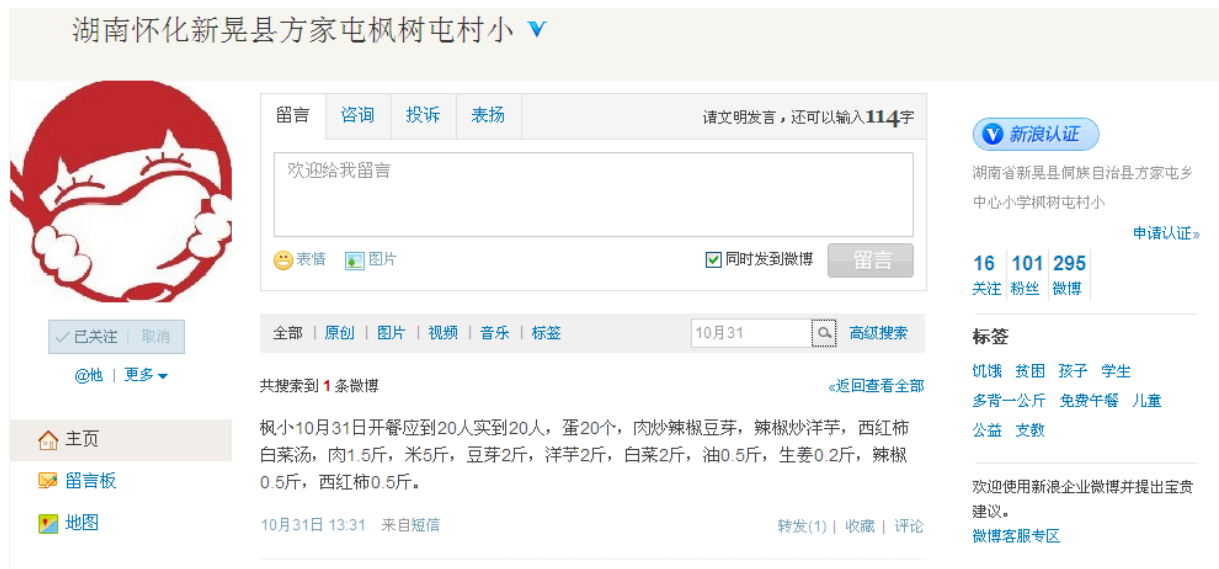 湖南怀化新晃县方家屯枫树屯村小
留言 咨询 投诉 表扬 请文明发言，还可以输入114字
欢迎给我留言
表情 图片 同时发到微博 留言
全部 | 原创 | 图片 | 视频 | 音乐 | 标签 10月31 高级搜索
共搜索到 1 条微博 «返回查看全部
枫小10月31日开餐应到20人实到20人，蛋20个，肉炒辣椒豆芽，辣椒炒洋芋，西红柿
白菜汤，肉1.5斤，米5斤，豆芽2斤，洋芋2斤，白菜2斤，油0.5斤，生姜0.2斤，辣椒
0.5斤，西红柿0.5斤。
10月31日 13:31 来自短信 转发(1) | 收藏 | 评论
已关注 | 取消
@他 | 更多
主页
留言板
地图
V 新浪认证
湖南省新晃县侗族自治县方家屯乡
中心小学枫树屯村小
申请认证»
16 101 295
关注 粉丝 微博
标签
饥饿 贫困 孩子 学生
多背一公斤 免费午餐 儿童
公益 支教
欢迎使用新浪企业微博并提出宝贵
建议。
微博客服专区